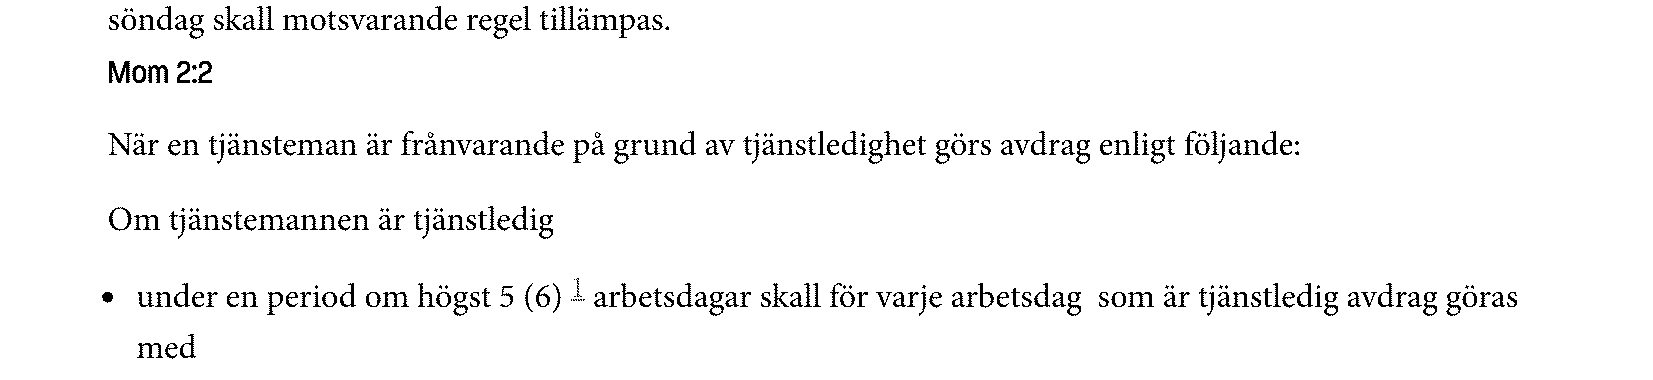 söndag skall motsvarande regel tillämpas.
Mom 2:2
När en tjänsteman är frånvarande på grund av tjänstledighet görs avdrag enligt följande:
Om tjänstemannen är tjänstledig
• under en period om högst 5 (6) 1 arbetsdagar skall för varje arbetsdag  som är tjänstledig avdrag göras
med